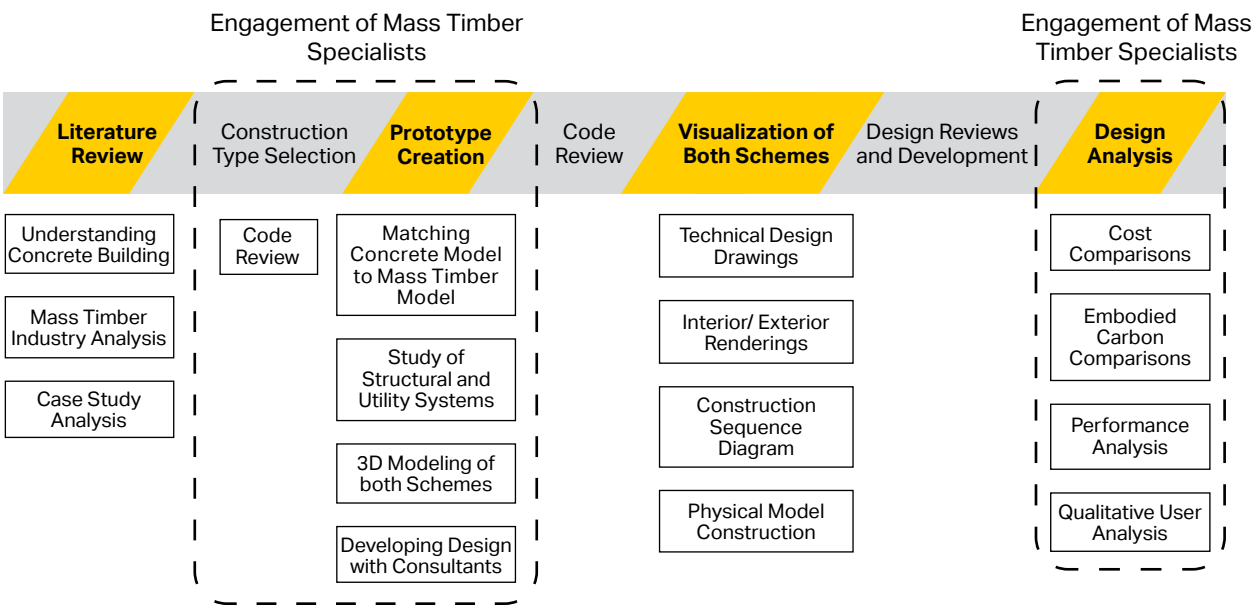 Engagement of Mass Timber
Specialists
Engagement of Mass
Timber Specialists
Literature
Review
Construction
Type Selection
Prototype
Creation
Code
Review
Visualization of
Both Schemes
Design Reviews
and Development
Design
Analysis
Understanding
Concrete Building
Mass Timber
Industry Analysis
Case Study
Analysis
Code
Review
Matching
Concrete Model
to Mass Timber
Model
Study of
Structural and
Utility Systems
3D Modeling of
both Schemes
Developing Design
with Consultants
Technical Design
Drawings
Interior/ Exterior
Renderings
Construction
Sequence
Diagram
Physical Model
Construction
Cost
Comparisons
Embodied
Carbon
Comparisons
Performance
Analysis
Qualitative User
Analysis